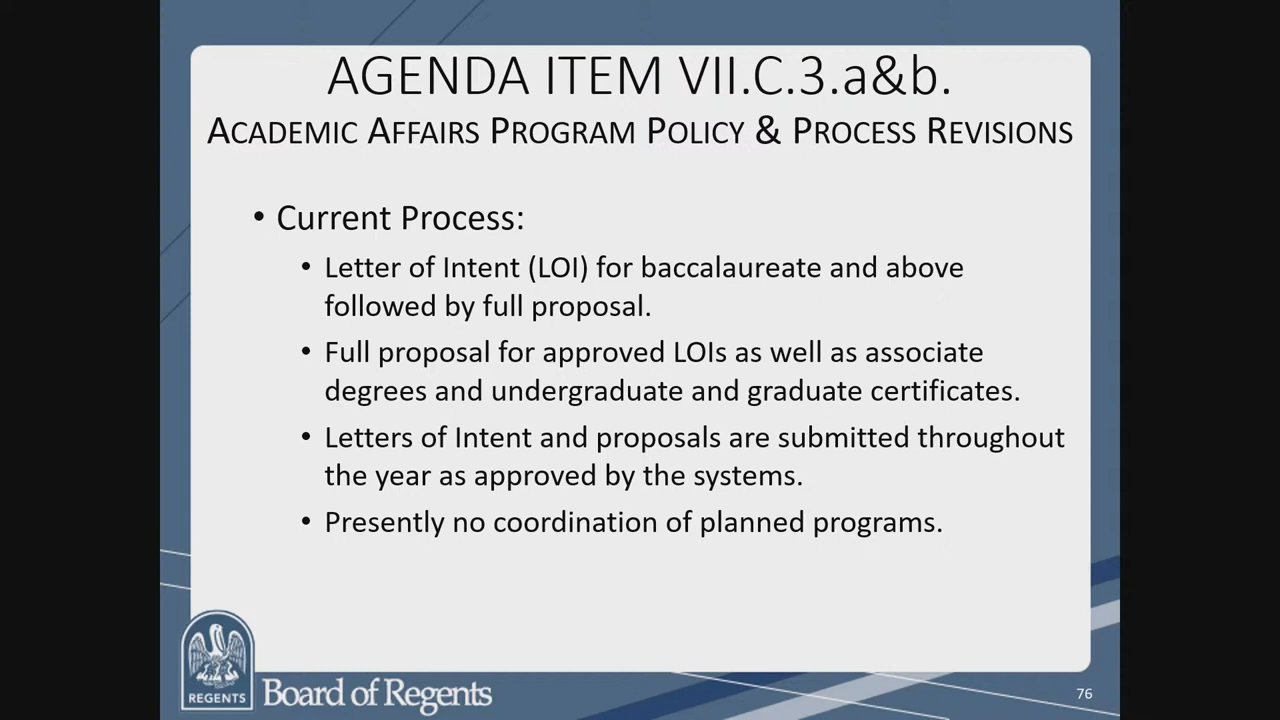 AGENDA ITEM VII.C.3.a&b.
ACADEMIC AFFAIRS PROGRAM POLICY & PROCESS REVISIONS
• Current Process:
• Letter of Intent (LOI) for baccalaureate and above
followed by full proposal.
• Full proposal for approved LOIs as well as associate
degrees and undergraduate and graduate certificates.
• Letters of Intent and proposals are submitted throughout
the year as approved by the systems.
• Presently no coordination of planned programs.
REGENTS
Board of Regents
76